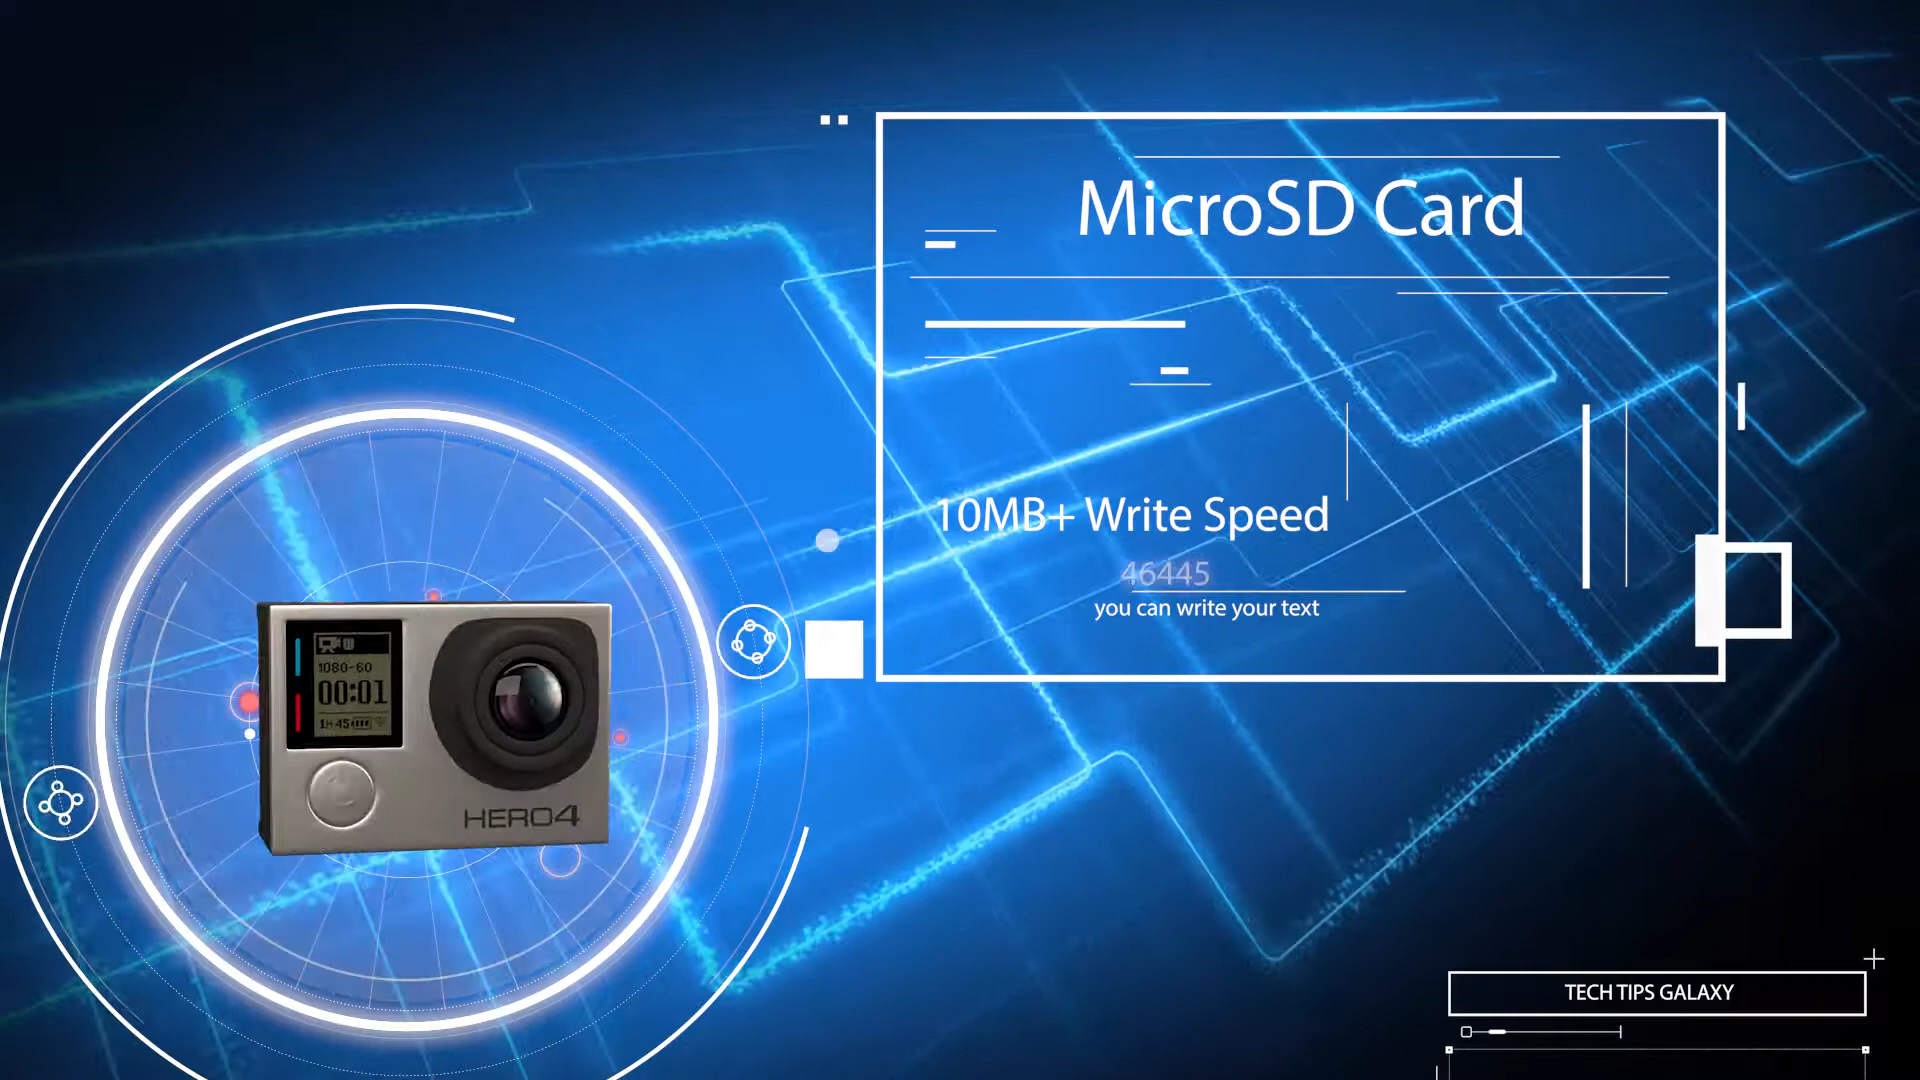 MicroSD Card
10MB+ Write Speed
46445
you can write your text
1080-60
00:01
1H 45
HERO4
TECH TIPS GALAXY